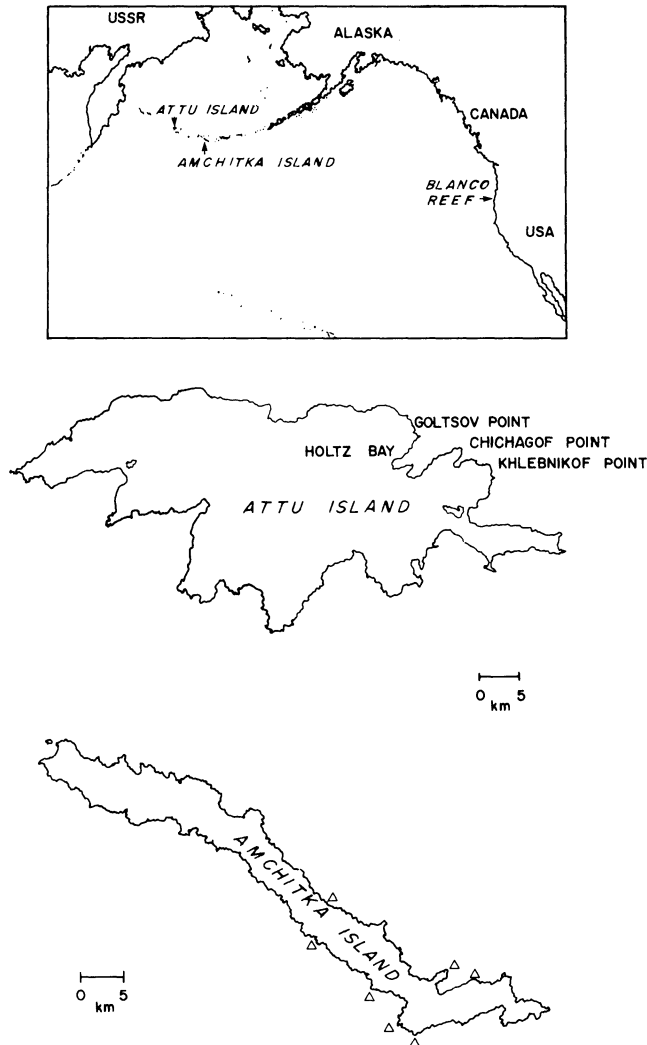 USSR
ALASKA
ATTU ISLAND
CANADA
AMCHITKA ISLAND
BLANCO
REEF
USA
GOLTSOV POINT
CHICHAGOF POINT
HOLTZ BAY
KHLEBNIKOF POINT
ATTU ISLAND
0 5
km
AMCHITKA ISLAND
0 5
km